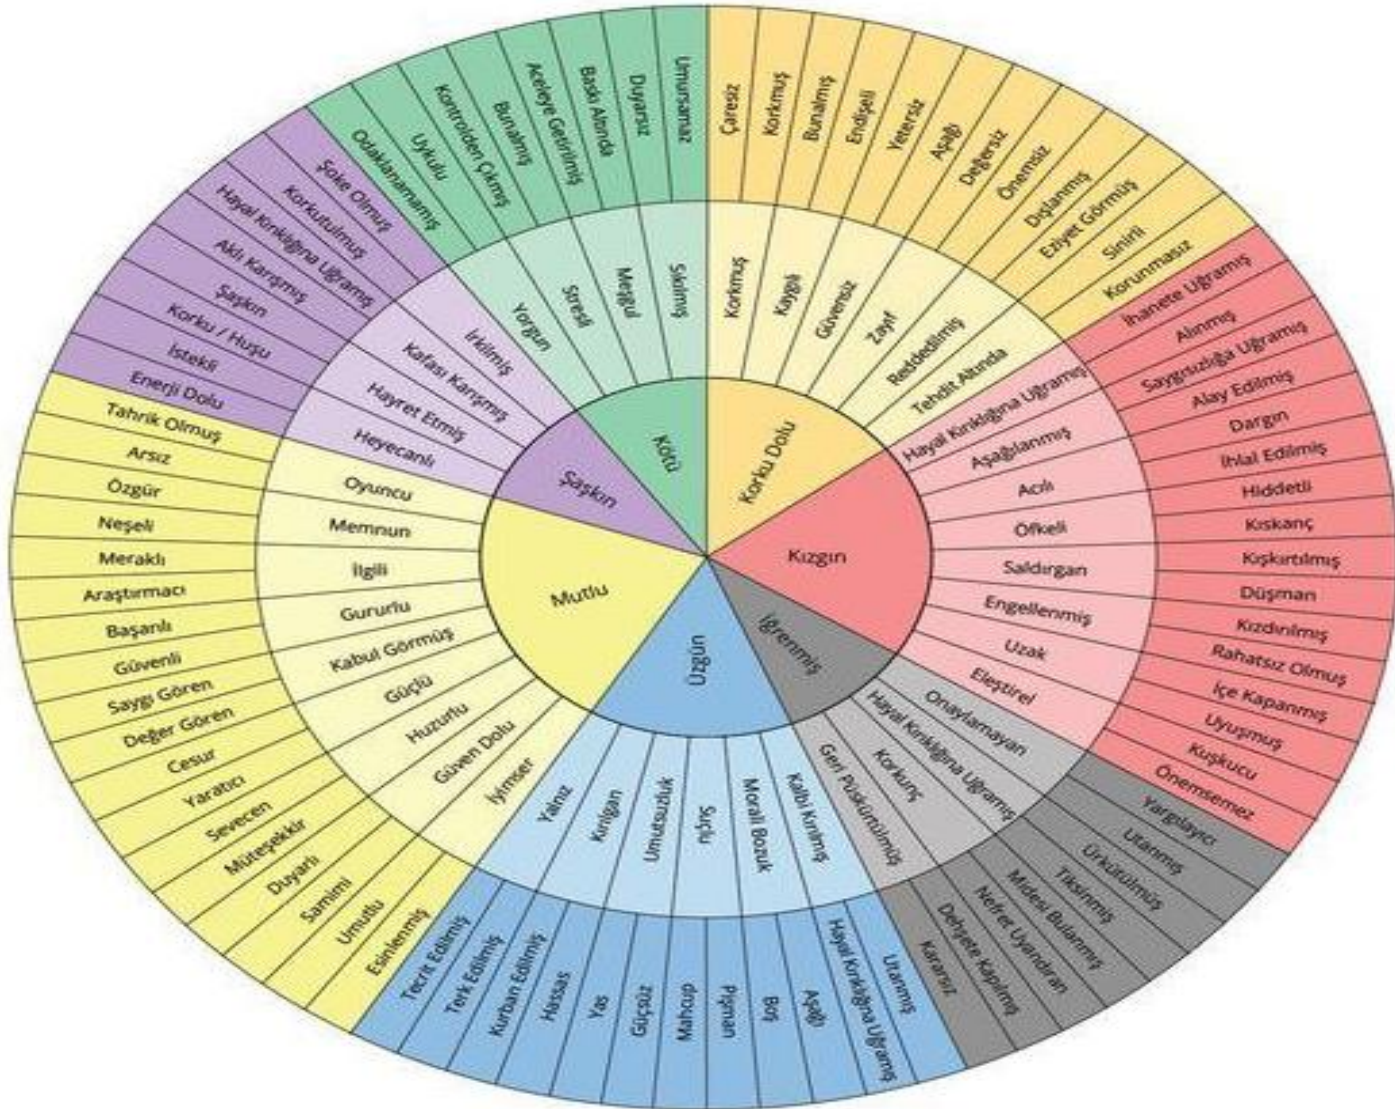 Kötü
Korku Dolu
Kızgın
İğrenmiş
Üzgün
Mutlu
Şaşkın
Yorgun
Stresli
Meşgul
Sıkılmış
Korkmuş
Kaygılı
Güvensiz
Zayıf
Reddedilmiş
Tehdit Altında
Hayal Kırıklığına Uğramış
Aşağılanmış
Acılı
Öfkeli
Saldırgan
Engellenmiş
Uzak
Eleştirel
Onaylamayan
Hayal Kırıklığına Uğramış
Korkunç
Geri Püskürtülmüş
Kalbi Kırılmış
Morali Bozuk
Suçlu
Umutsuzluk
Kırılgan
Yalnız
İyimser
Güven Dolu
Huzurlu
Güçlü
Kabul Görmüş
Gururlu
İlgili
Memnun
Oyuncu
Heyecanlı
Hayret Etmiş
Kafası Karışmış
İrkilmiş
Odaklanamamış
Uykulu
Kontrolden Çıkmış
Bunalmış
Aceleye Getirilmiş
Baskı Altında
Duyarsız
Umursamaz
Çaresiz
Korkmuş
Bunalmış
Endişeli
Yetersiz
Aşağı
Değersiz
Önemsiz
Dışlanmış
Eziyet Görmüş
Sinirli
Korunmasız
İhanete Uğramış
Alınmış
Saygısızlığa Uğramış
Alay Edilmiş
Dargın
İhlal Edilmiş
Hiddetli
Kıskanç
Kışkırtılmış
Düşman
Kızdırılmış
Rahatsız Olmuş
İçe Kapanmış
Uyuşmuş
Kuşkucu
Önemsemez
Yargılayıcı
Utanmış
Ürkütülmüş
Tiksinmiş
Midesi Bulanmış
Nefret Uyandıran
Dehşete Kapılmış
Kararsız
Utanmış
Hayal Kırıklığına Uğramış
Aşağı
Boş
Pişman
Mahcup
Güçsüz
Yas
Hassas
Kurban Edilmiş
Terk Edilmiş
Tecrit Edilmiş
Esinlenmiş
Umutlu
Samimi
Duyarlı
Müteşekkir
Sevecen
Yaratıcı
Cesur
Değer Gören
Saygı Gören
Güvenli
Başarılı
Araştırmacı
Meraklı
Neşeli
Özgür
Arsız
Tahrik Olmuş
Enerji Dolu
İstekli
Korku / Huşu
Şaşkın
Aklı Karışmış
Hayal Kırıklığına Uğramış
Korkutulmuş
Şoke Olmuş